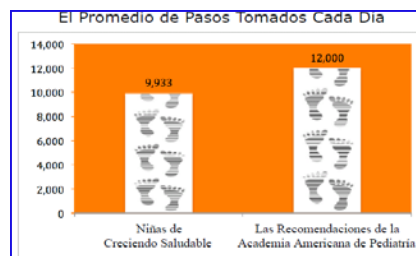 El Promedio de Pasos Tomados Cada Dia
14,000
12,000
10,000
8,000
6,000
4,000
2,000
0
9,933
12,000
Niñas de
Creciendo Saludable
Las Recomendaciones de la
Academia Americana de Pediatria